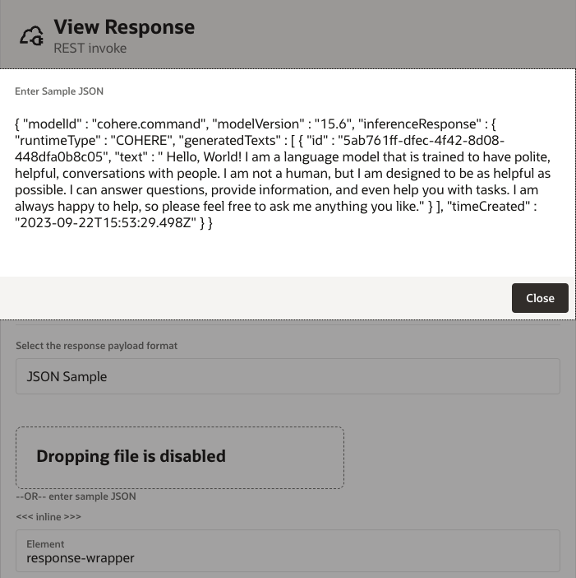 View Response
REST invoke
Enter Sample JSON
{ "modelId" : "cohere.command", "modelVersion" : "15.6", "inferenceResponse" : {
"runtimeType" : "COHERE", "generatedTexts" : [ { "id" : "5ab761ff-dfec-4f42-8d08-
448dfa0b8c05", "text" : " Hello, World! I am a language model that is trained to have polite,
helpful, conversations with people. I am not a human, but I am designed to be as helpful as
possible. I can answer questions, provide information, and even help you with tasks. I am
always happy to help, so please feel free to ask me anything you like." } ], "timeCreated" :
"2023-09-22T15:53:29.498Z" } }
Close
Select the response payload format
JSON Sample
Dropping file is disabled
--OR-- enter sample JSON
<<< inline >>>
Element
response-wrapper